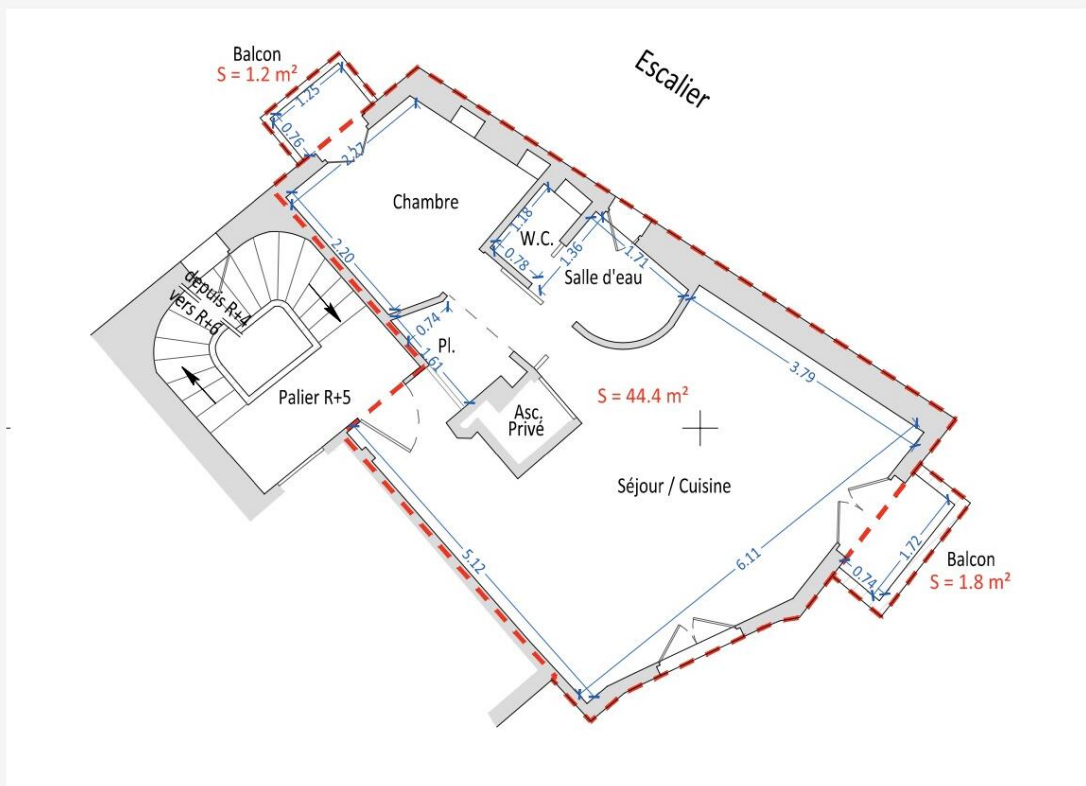 Escalier
Balcon
S = 1.2 m²
1.25
0.76
2.27
Chambre
1.18
W.C.
0.78
1.36
1.71
Salle d'eau
2.20
depuis R+4
vers R+6
0.74
Pl.
1.61
3.79
Palier R+5
Asc.
Privé
S = 44.4 m²
Séjour / Cuisine
5.12
6.11
1.72
0.74
Balcon
S = 1.8 m²